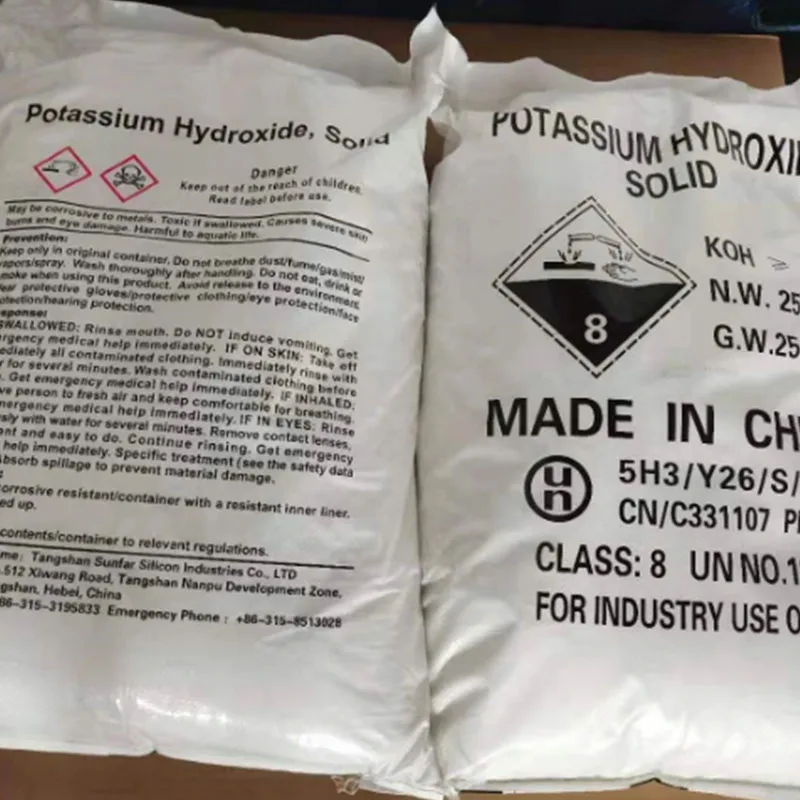 Potassium Hydroxide, Solid
Danger
Keep out of the reach of children.
Read label before use.
May be corrosive to metals. Toxic if swallowed. Causes severe skin
burns and eye damage. Harmful to aquatic life.
Prevention:
Keep only in original container. Do not breathe dust/fume/gas/mist/
vapors/spray. Wash thoroughly after handling. Do not eat, drink or
smoke when using this product. Avoid release to the environment.
protective gloves/protective clothing/eye protection/face
protection/hearing protection.
SWALLOWED: Rinse mouth. Do NOT induce vomiting. Get
emergency medical help immediately. IF ON SKIN: Take off
immediately all contaminated clothing. Immediately rinse with
for several minutes. Wash contaminated clothing before
Get emergency medical help immediately. IF INHALED:
person to fresh air and keep comfortable for breathing.
emergency medical help immediately. IF IN EYES: Rinse
with water for several minutes. Remove contact lenses,
and easy to do. Continue rinsing. Get emergency
help immediately. Specific treatment (see the safety data
Absorb spillage to prevent material damage.
corrosive resistant/container with a resistant inner liner.
up.
contents/container to relevant regulations.
Tangshan Sunfar Silicon Industries Co., LTD
.512 Xiwang Road, Tangshan Nanpu Development Zone,
Hebei, China
86-315-3195833 Emergency Phone : +86-315-8513028
POTASSIUM HYDROXI
SOLID
8
KOH ≥
N.W. 25
G.W.25
MADE IN CH
un
5H3/Y26/S/
CN/C331107 P
CLASS: 8 UN NO.1
FOR INDUSTRY USE O